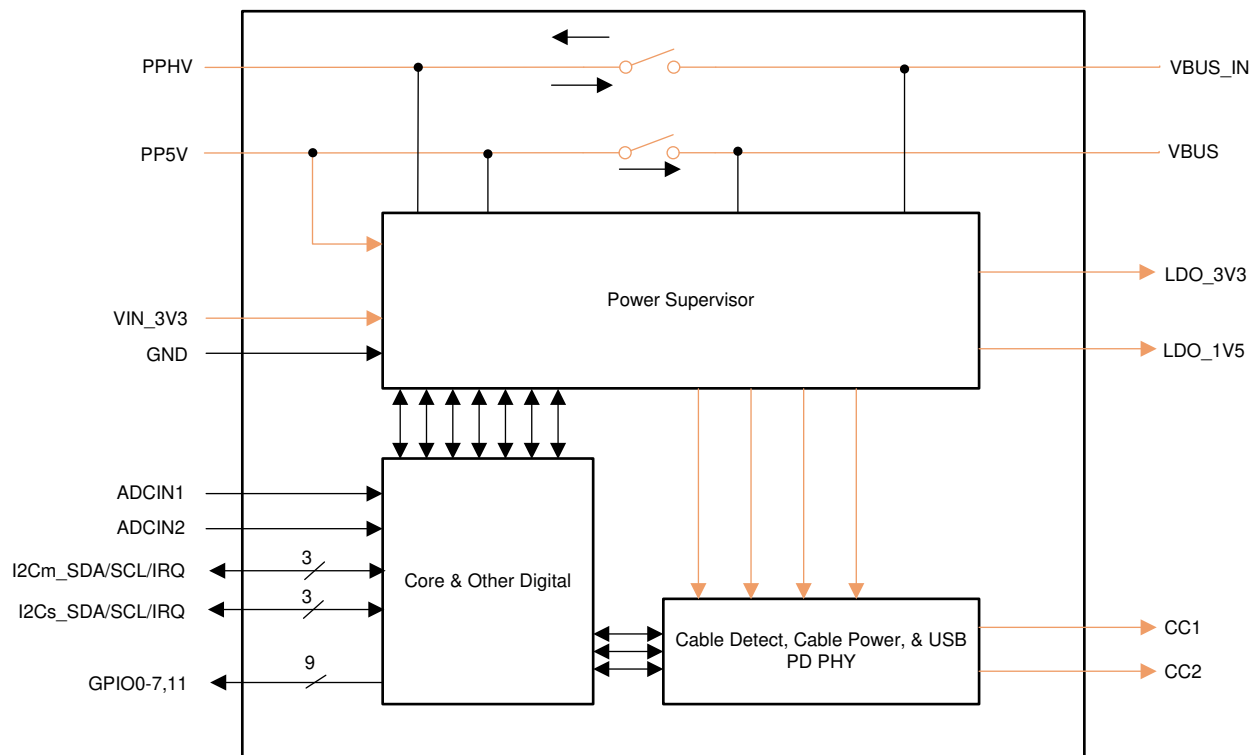 PPHV
VBUS_IN
PP5V
VBUS
Power Supervisor
LDO_3V3
VIN_3V3
GND
LDO_1V5
ADCIN1
ADCIN2
I2Cm_SDA/SCL/IRQ
3
I2Cs_SDA/SCL/IRQ
3
Core & Other Digital
GPIO0-7,11
9
Cable Detect, Cable Power, & USB
PD PHY
CC1
CC2